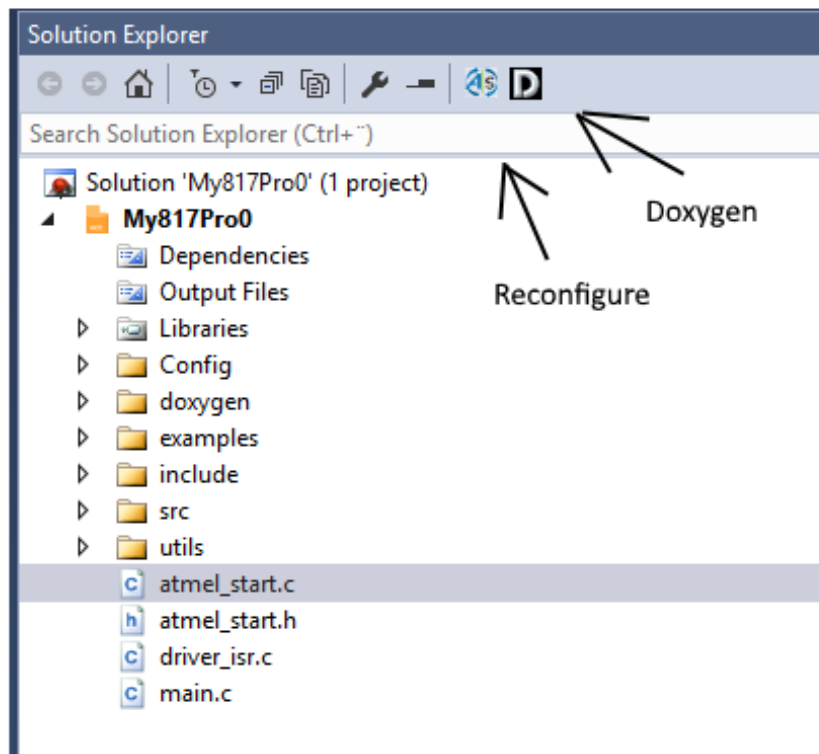 Solution Explorer
Search Solution Explorer (Ctrl+¨)
Solution 'My817Pro0' (1 project)
My817Pro0
Doxygen
Dependencies
Reconfigure
Output Files
Libraries
Config
doxygen
examples
include
src
utils
atmel_start.c
atmel_start.h
driver_isr.c
main.c